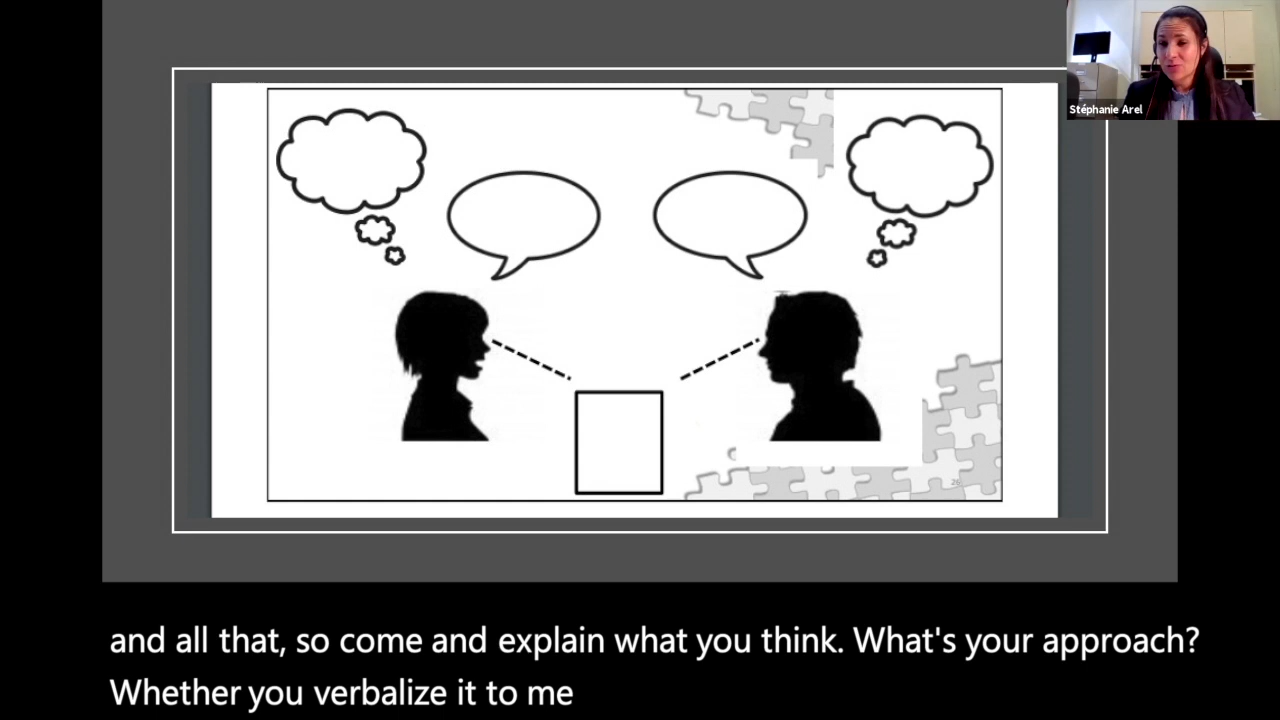 Stéphanie Arel
26
and all that, so come and explain what you think. What's your approach?
Whether you verbalize it to me